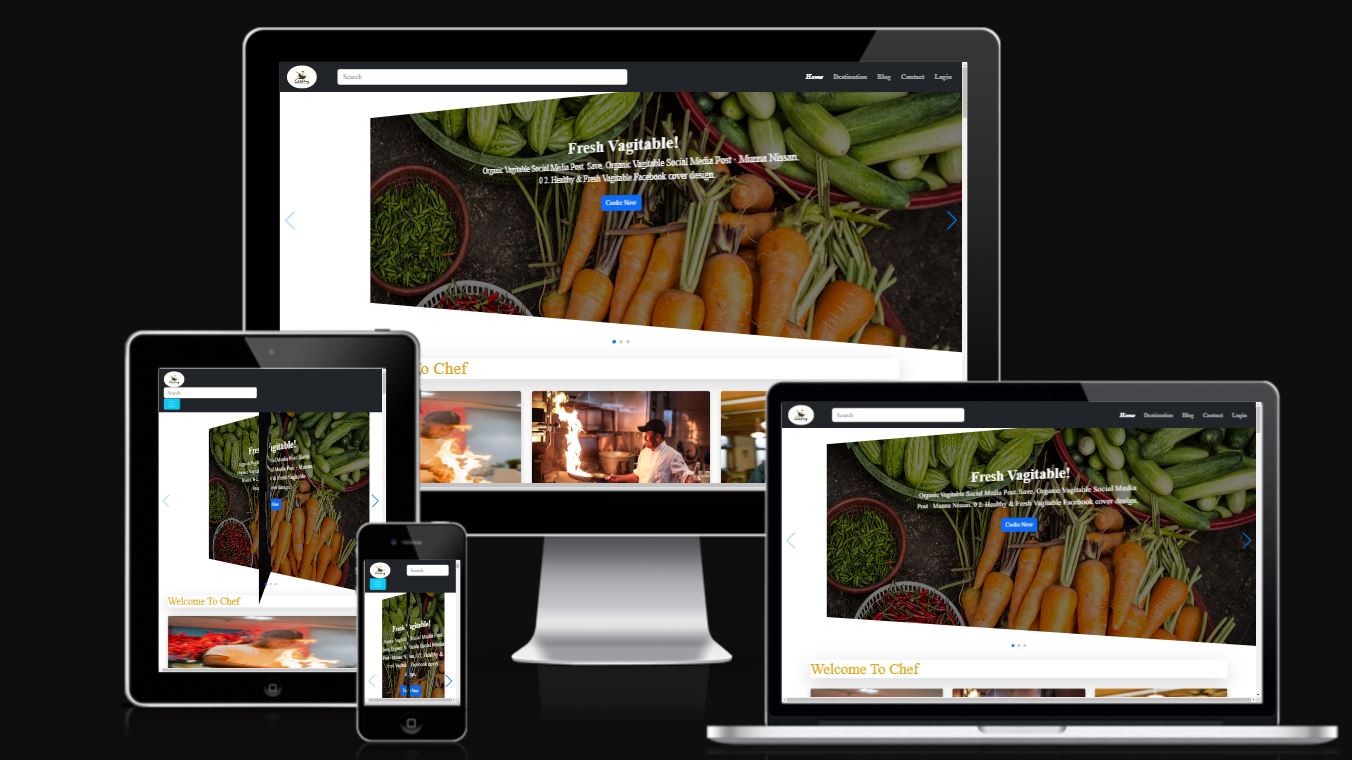 Search
Home Destination Blog Contact Login
Fresh Vagitable!
Organic Vagitable Social Media Post. Save. Organic Vagitable Social Media Post · Munna Nissan.
0 2. Healthy & Fresh Vagitable Facebook cover design.
Cooke Now
To Chef
Search
Fresh Vagitable!
Welcome To Chef
Search
Search
Home Destination Blog Contact Login
Fresh Vagitable!
Organic Vagitable Social Media Post. Save. Organic Vagitable Social Media
Post · Munna Nissan. 0 2. Healthy & Fresh Vagitable Facebook cover design.
Cooke Now
Welcome To Chef